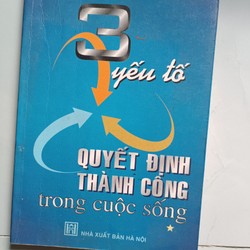 3
yếu tố
QUYẾT ĐỊNH
THÀNH CÔNG
trong cuộc sống
NHÀ XUẤT BẢN HÀ NỘI